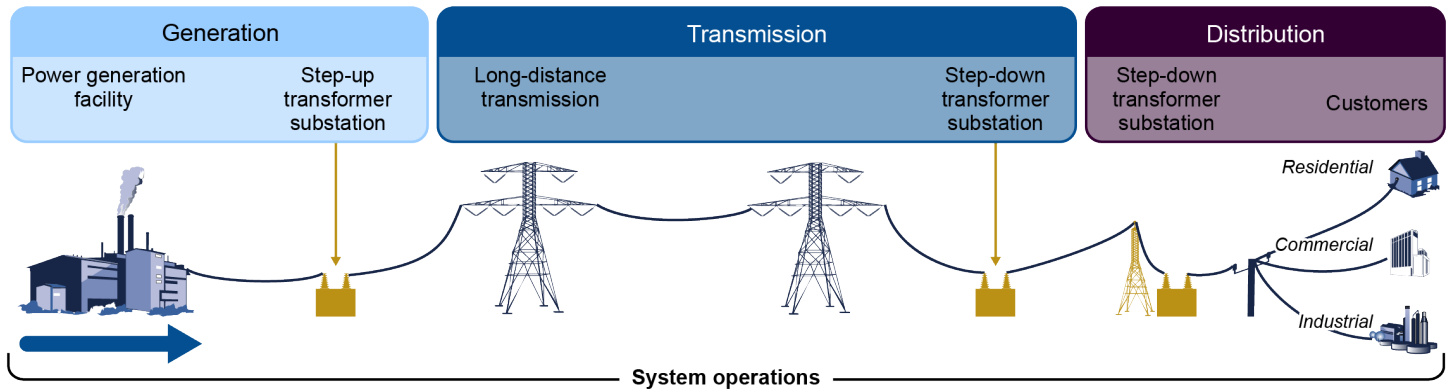 Generation
Power generation
facility
Step-up
transformer
substation
Transmission
Long-distance
transmission
Step-down
transformer
substation
Distribution
Step-down
transformer
substation
Customers
Residential
Commercial
Industrial
System operations